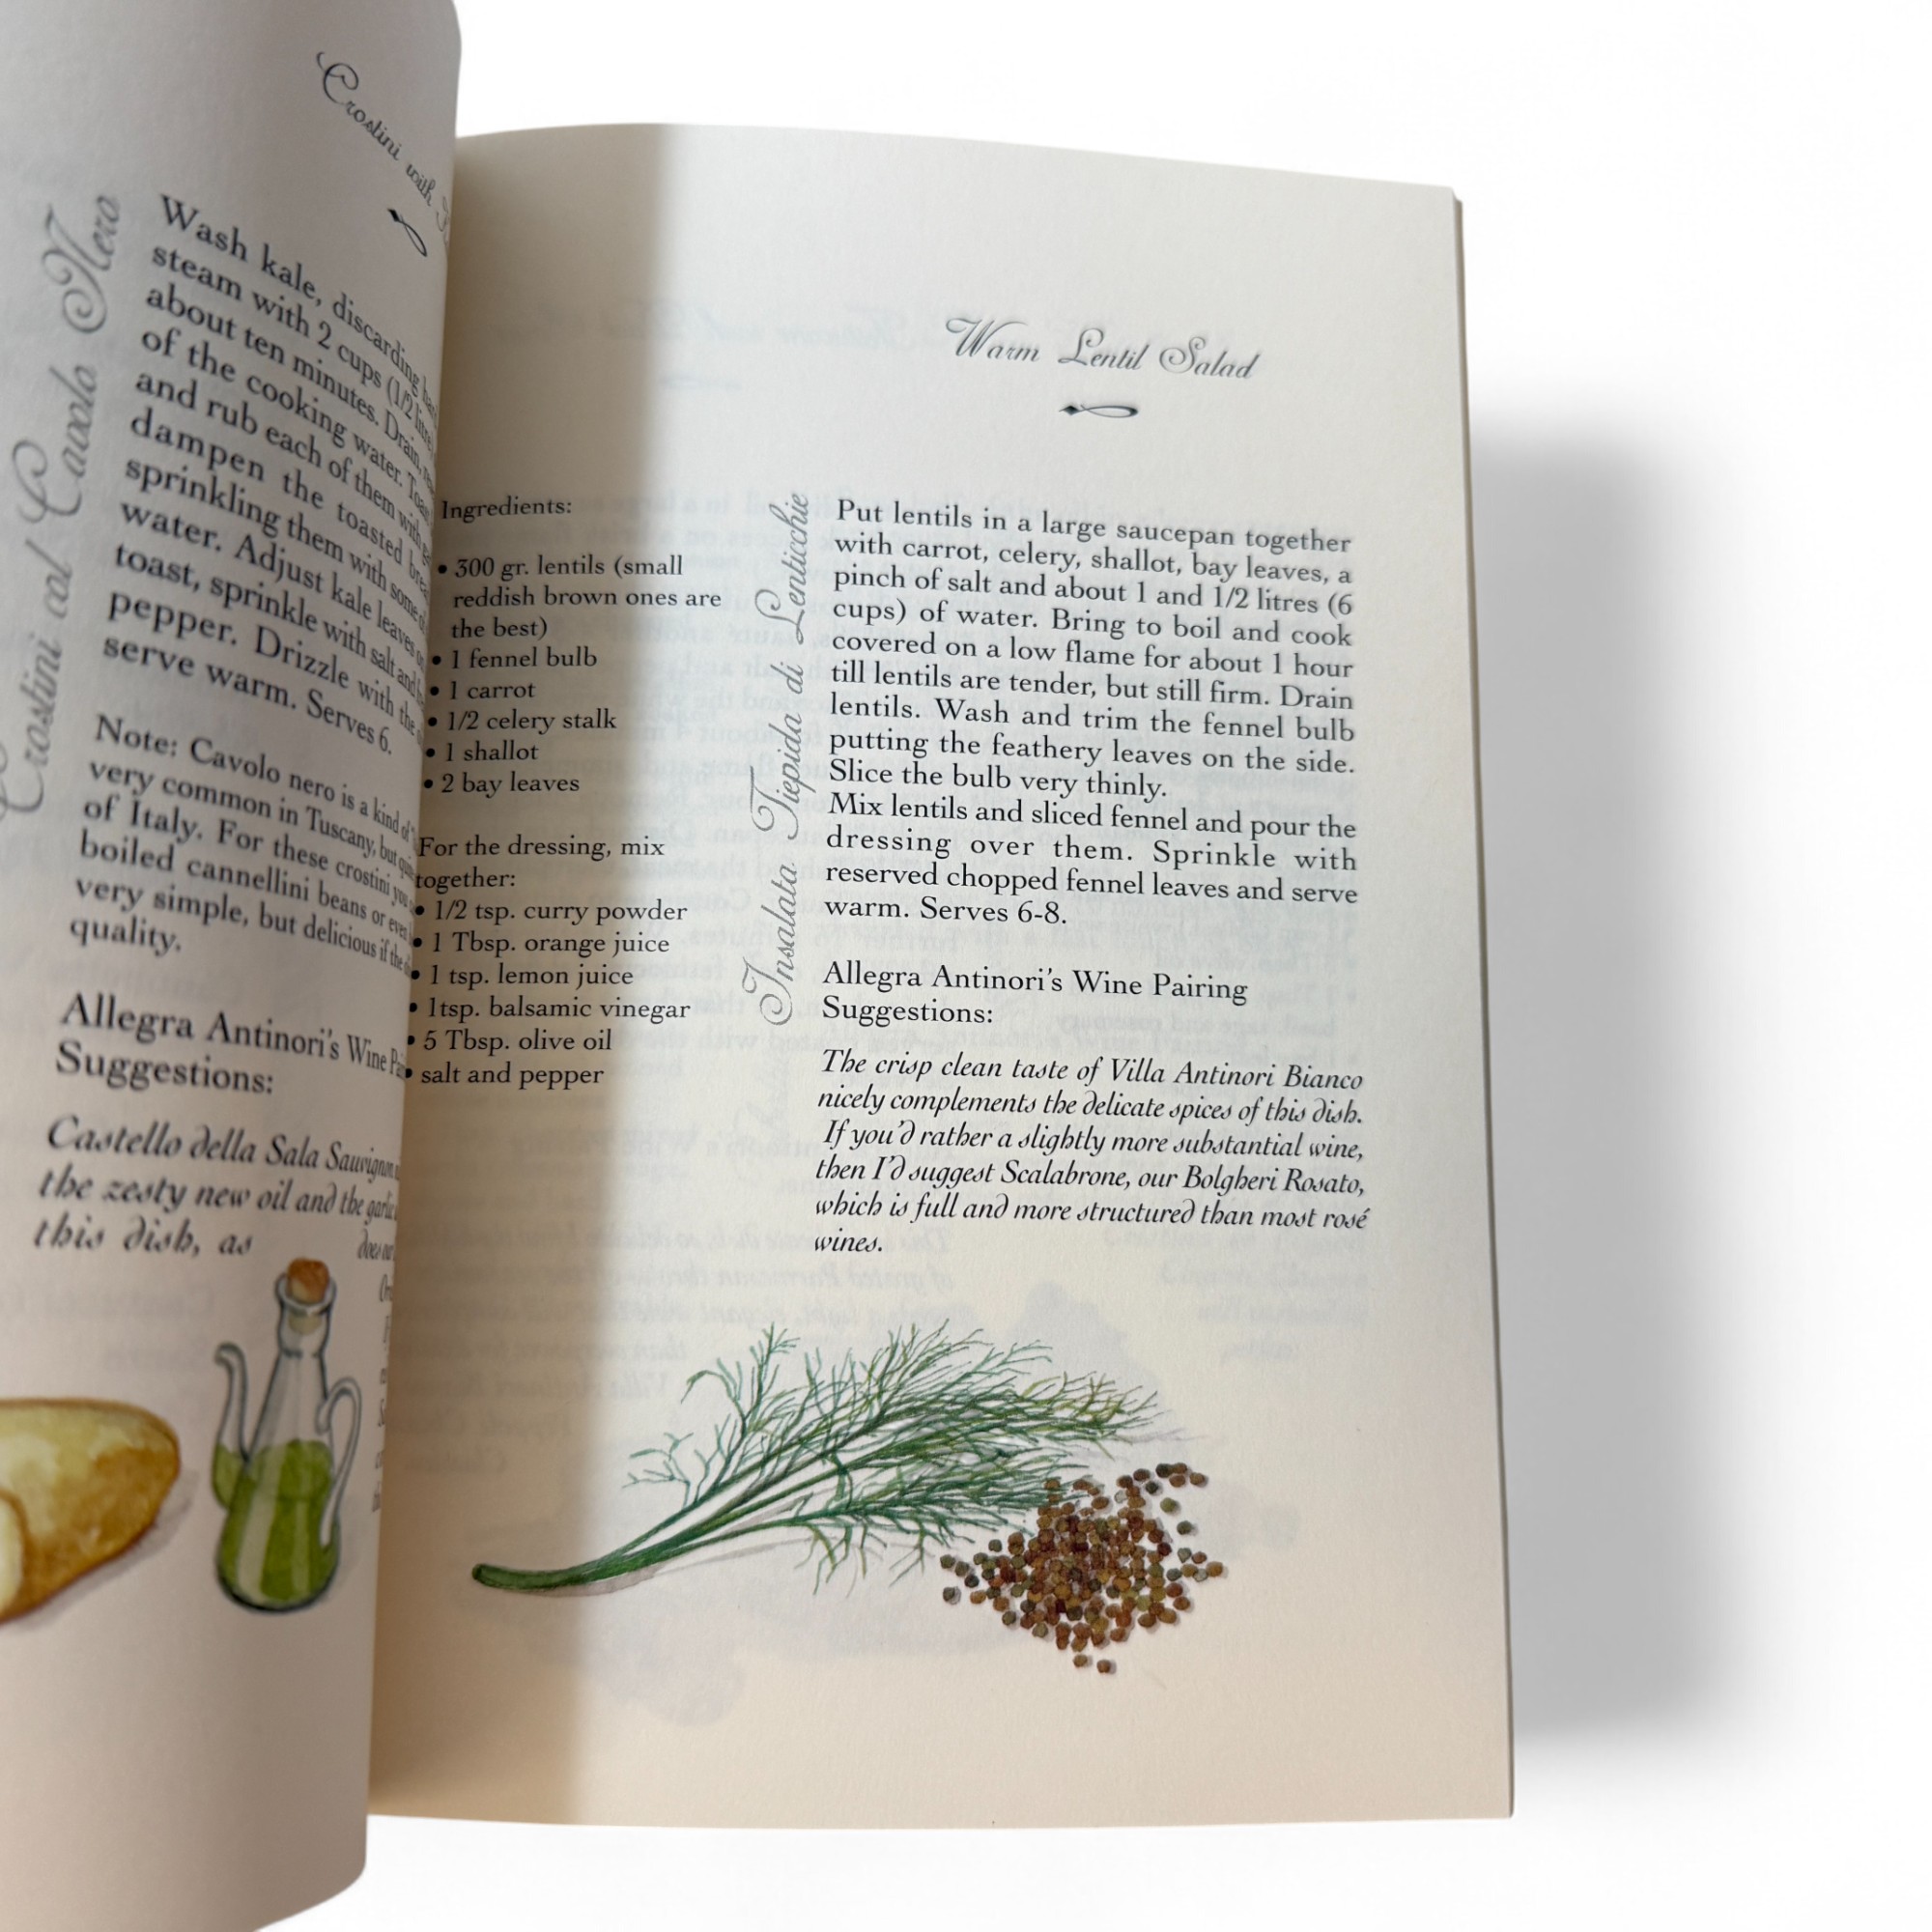 Crostini with
Crostini col Cavolo Nero
Wash kale, discarding
steam with 2 cups (1/2 litre)
about ten minutes. Drain,
of the cooking water.
and rub each of them with
dampen the toasted
sprinkling them with some of
water. Adjust kale leaves
toast, sprinkle with salt and
pepper. Drizzle with the
serve warm. Serves 6.
Note: Cavolo nero is a kind of
very common in Tuscany, but
of Italy. For these crostini you
boiled cannellini beans or even
very simple, but delicious if the
quality.
Allegra Antinori's Wine
Suggestions:
Castello della Sala Sauvignon
the zesty new oil and the garlic
this dish, as
Warm Lentil Salad
Ingredients:
• 300 gr. lentils (small
reddish brown ones are
the best)
• 1 fennel bulb
• 1 carrot
• 1/2 celery stalk
• 1 shallot
• 2 bay leaves
For the dressing, mix
together:
• 1/2 tsp. curry powder
• 1 Tbsp. orange juice
• 1 tsp. lemon juice
• 1tsp. balsamic vinegar
• 5 Tbsp. olive oil
• salt and pepper
Insalata Tiepida di Lenticchie
Put lentils in a large saucepan together
with carrot, celery, shallot, bay leaves, a
pinch of salt and about 1 and 1/2 litres (6
cups) of water. Bring to boil and cook
covered on a low flame for about 1 hour
till lentils are tender, but still firm. Drain
lentils. Wash and trim the fennel bulb
putting the feathery leaves on the side.
Slice the bulb very thinly.
Mix lentils and sliced fennel and pour the
dressing over them. Sprinkle with
reserved chopped fennel leaves and serve
warm. Serves 6-8.
Allegra Antinori's Wine Pairing
Suggestions:
The crisp clean taste of Villa Antinori Bianco
nicely complements the delicate spices of this dish.
If you'd rather a slightly more substantial wine,
then I'd suggest Scalabrone, our Bolgheri Rosato,
which is full and more structured than most rosé
wines.